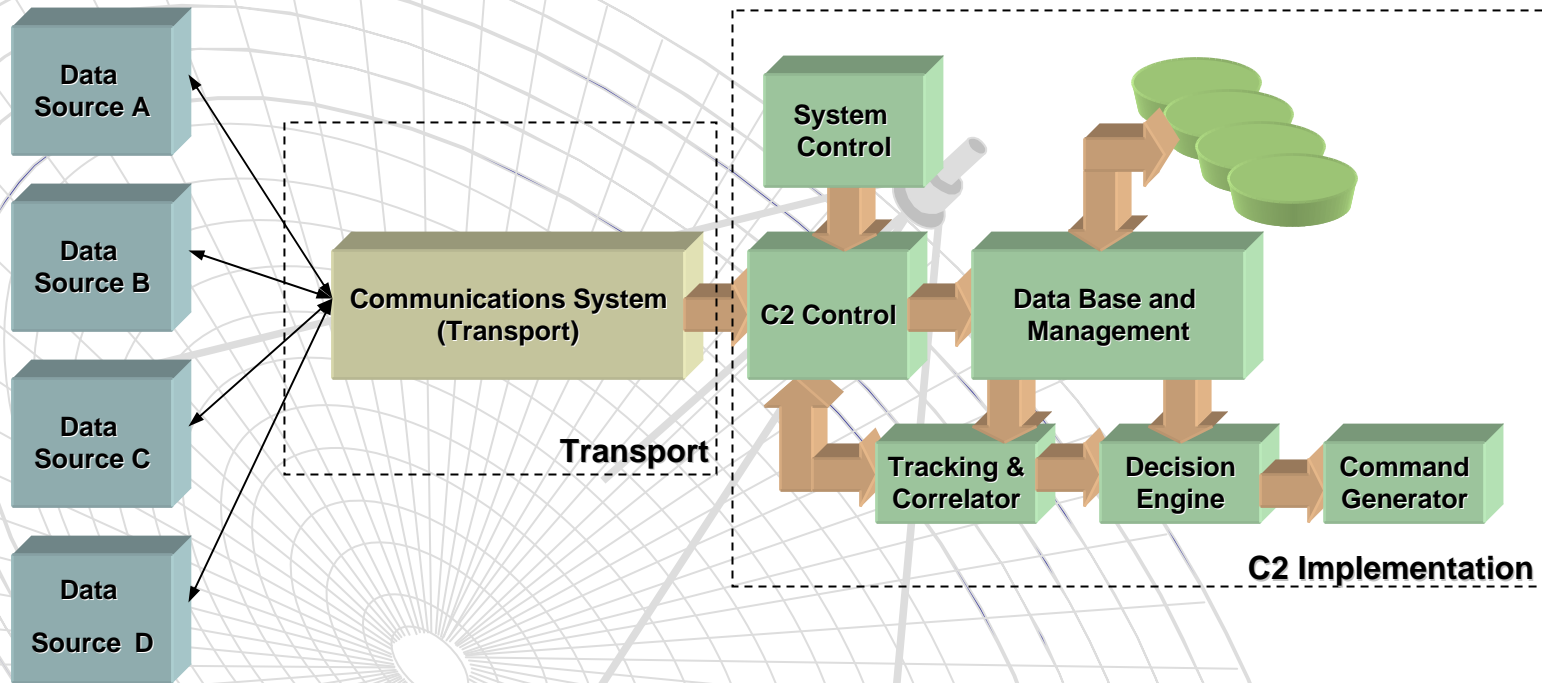 Data
Source A
Data
Source B
Data
Source C
Data
Source D
Communications System
(Transport)
Transport
System
Control
C2 Control
Data Base and
Management
Tracking &
Correlator
Decision
Engine
Command
Generator
C2 Implementation